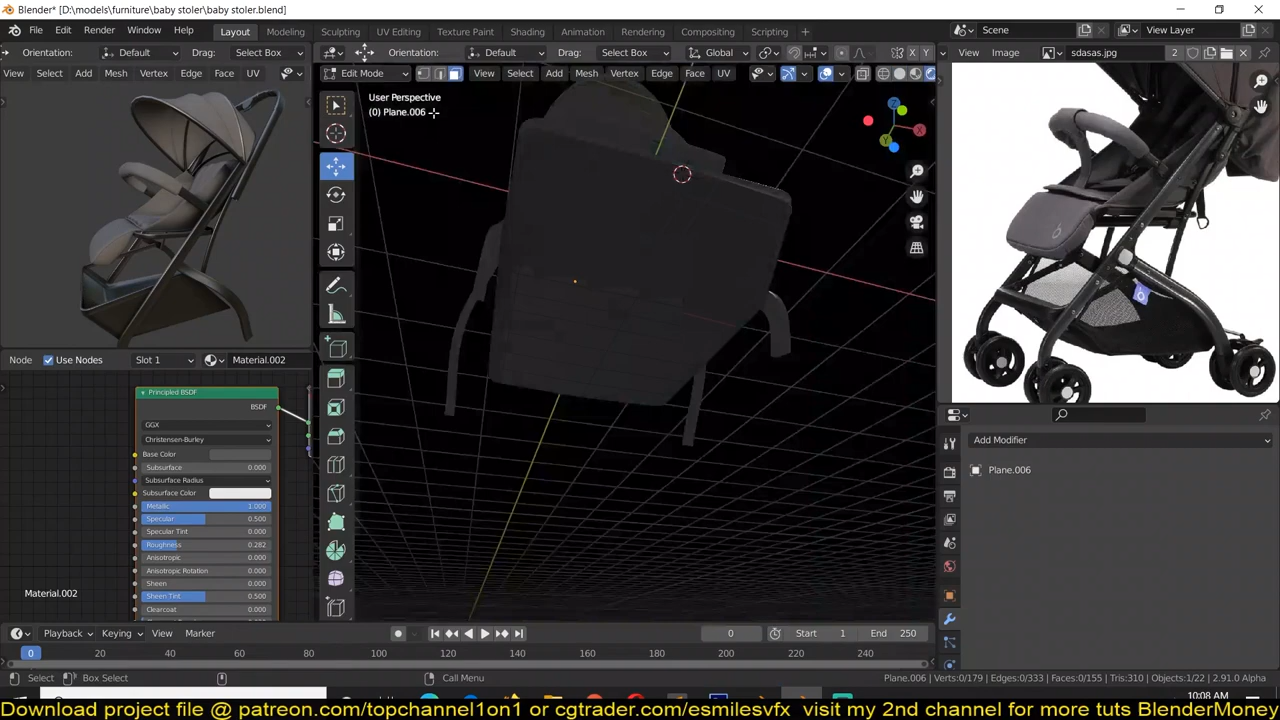 Blender* [D:\models\furniture\baby stoler\baby stoler.blend]
File Edit Render Window Help Layout Modeling Sculpting UV Editing Texture Paint Shading Animation Rendering Compositing Scripting + Scene View Layer
Orientation: Default Drag: Select Box Orientation: Default Drag: Select Box Global X Y View Image sdasas.jpg 2
View Select Add Mesh Vertex Edge Face UV Edit Mode View Select Add Mesh Vertex Edge Face UV
User Perspective
(0) Plane.006
Node Use Nodes Slot 1 Material.002
Principled BSDF
BSDF
GGX
Christensen-Burley
Base Color
Subsurface 0.000
Subsurface Radius
Subsurface Color
Metallic 1.000
Specular 0.500
Specular Tint 0.000
Roughness 0.282
Anisotropic 0.000
Anisotropic Rotation 0.000
Sheen 0.000
Sheen Tint 0.500
Clearcoat 0.000
Material.002
Add Modifier
Plane.006
Playback Keying View Marker 0 Start 1 End 250
0 20 40 60 80 100 120 140 160 180 200 220 240
Select Box Select Call Menu Plane.006 | Verts:0/179 | Edges:0/333 | Faces:0/155 | Tris:310 | Objects:1/22 | 2.91.0 Alpha
10:08 AM
Download project file @ patreon.com/topchannel1on1 or cgtrader.com/esmilesvfx visit my 2nd channel for more tuts BlenderMoney